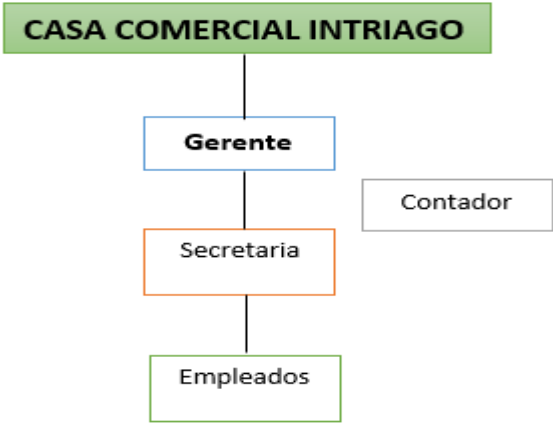 CASA COMERCIAL INTRIAGO
Gerente
Contador
Secretaria
Empleados